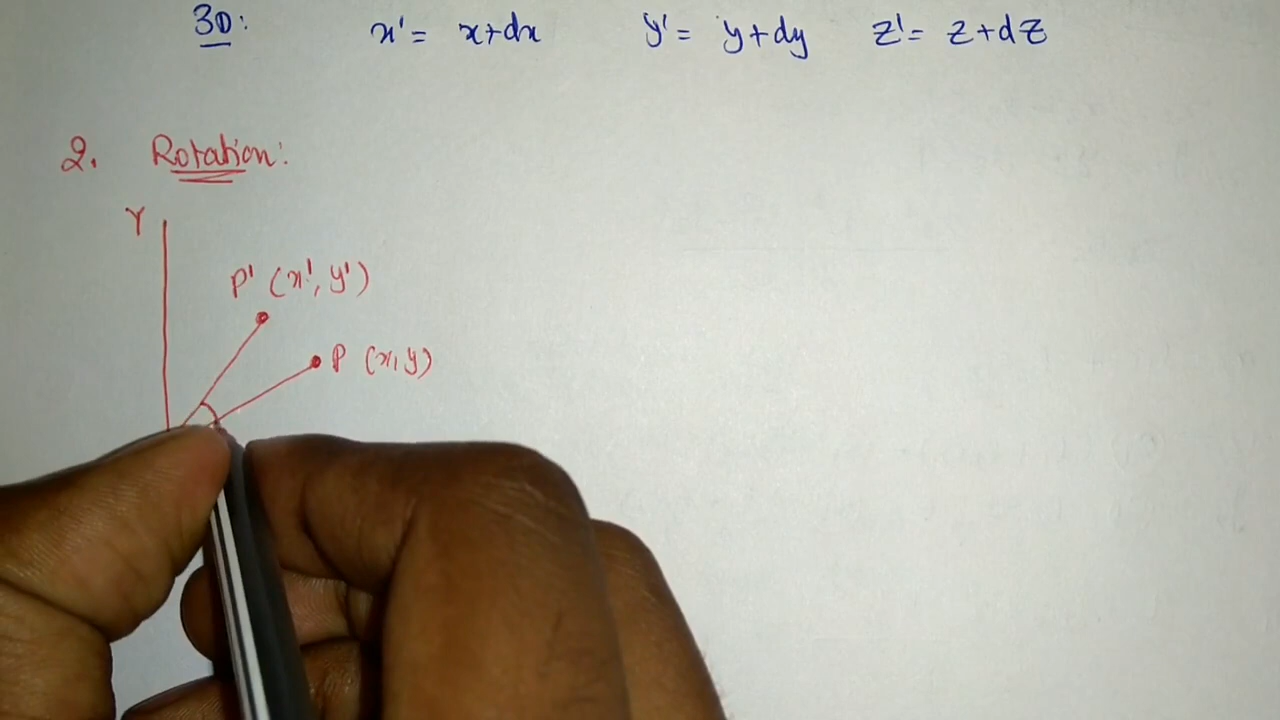 3D: x' = x+dx y' = y+dy z' = z+dz
2. Rotation:
Y
P' (x', y')
P (x,y)